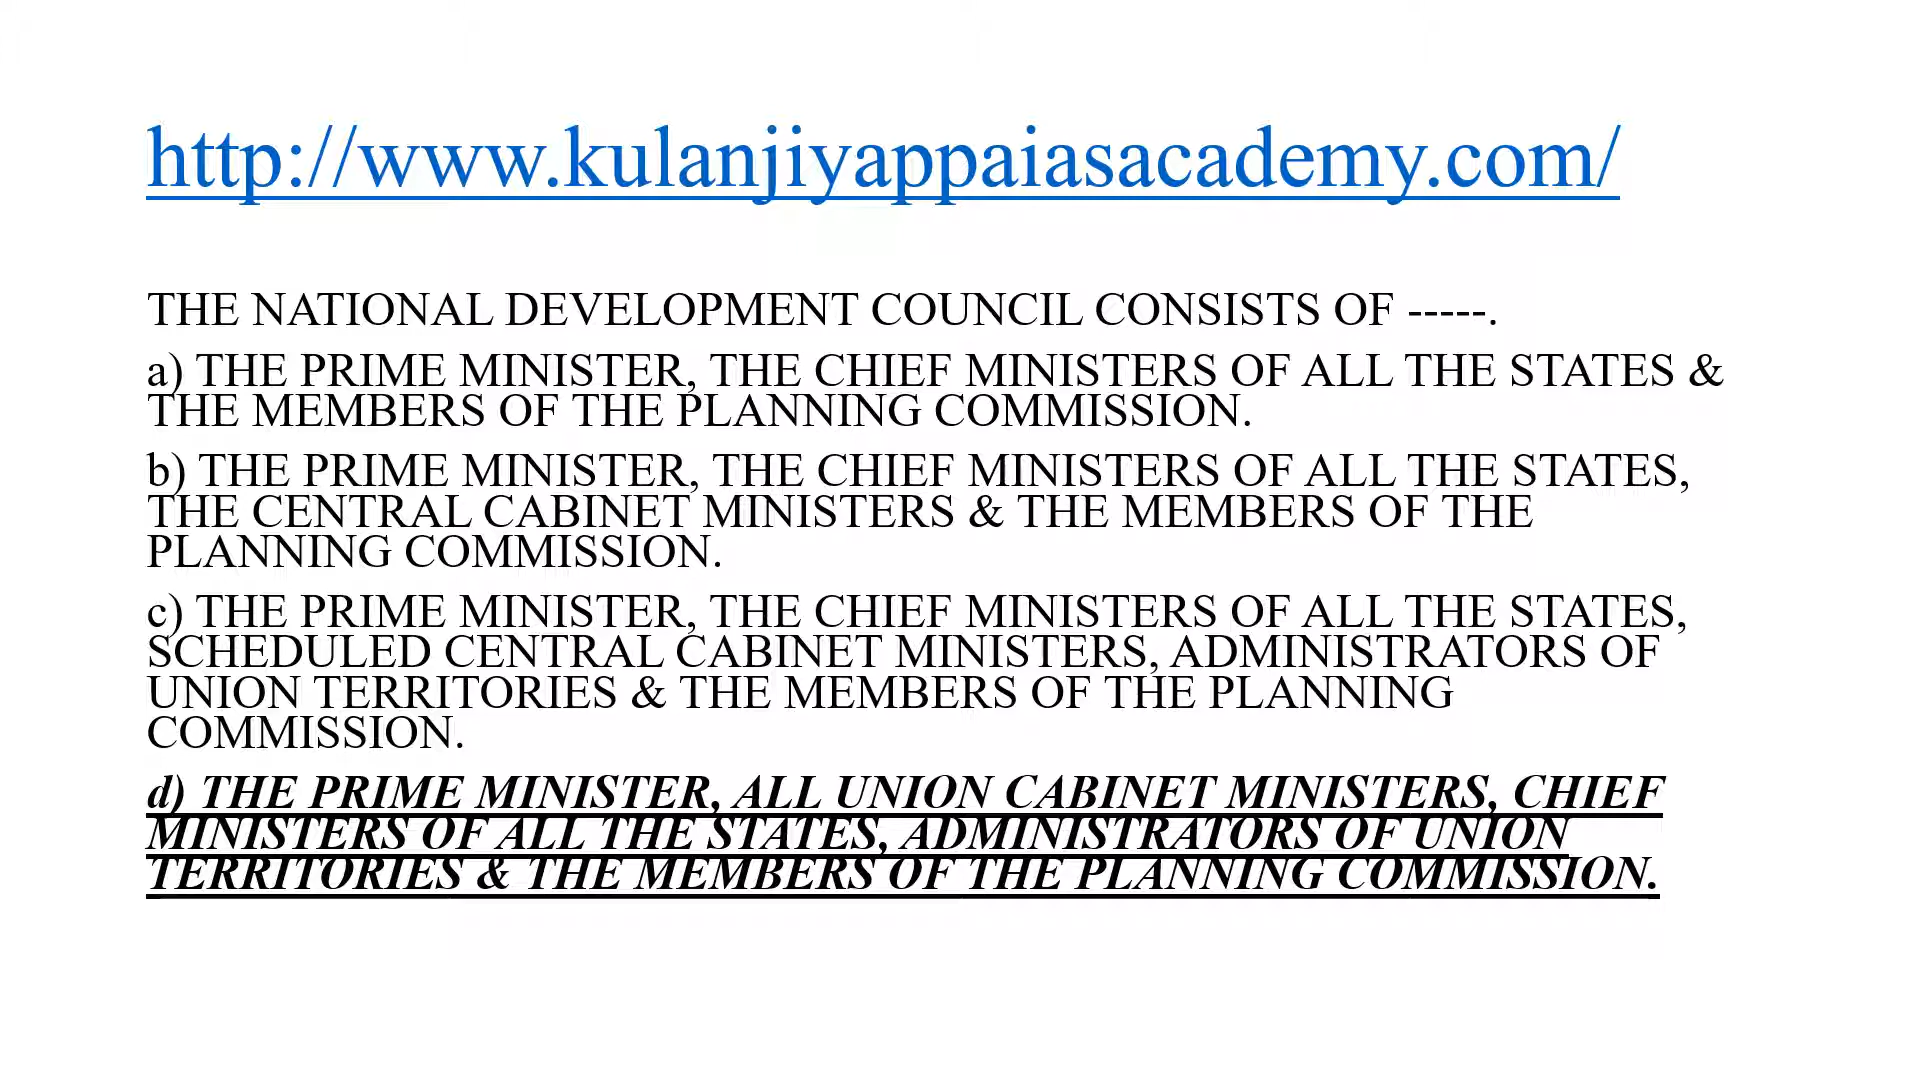 http://www.kulanjiyappaiasacademy.com/
THE NATIONAL DEVELOPMENT COUNCIL CONSISTS OF -----.
a) THE PRIME MINISTER, THE CHIEF MINISTERS OF ALL THE STATES &
THE MEMBERS OF THE PLANNING COMMISSION.
b) THE PRIME MINISTER, THE CHIEF MINISTERS OF ALL THE STATES,
THE CENTRAL CABINET MINISTERS & THE MEMBERS OF THE
PLANNING COMMISSION.
c) THE PRIME MINISTER, THE CHIEF MINISTERS OF ALL THE STATES,
SCHEDULED CENTRAL CABINET MINISTERS, ADMINISTRATORS OF
UNION TERRITORIES & THE MEMBERS OF THE PLANNING
COMMISSION.
d) THE PRIME MINISTER, ALL UNION CABINET MINISTERS, CHIEF
MINISTERS OF ALL THE STATES, ADMINISTRATORS OF UNION
TERRITORIES & THE MEMBERS OF THE PLANNING COMMISSION.